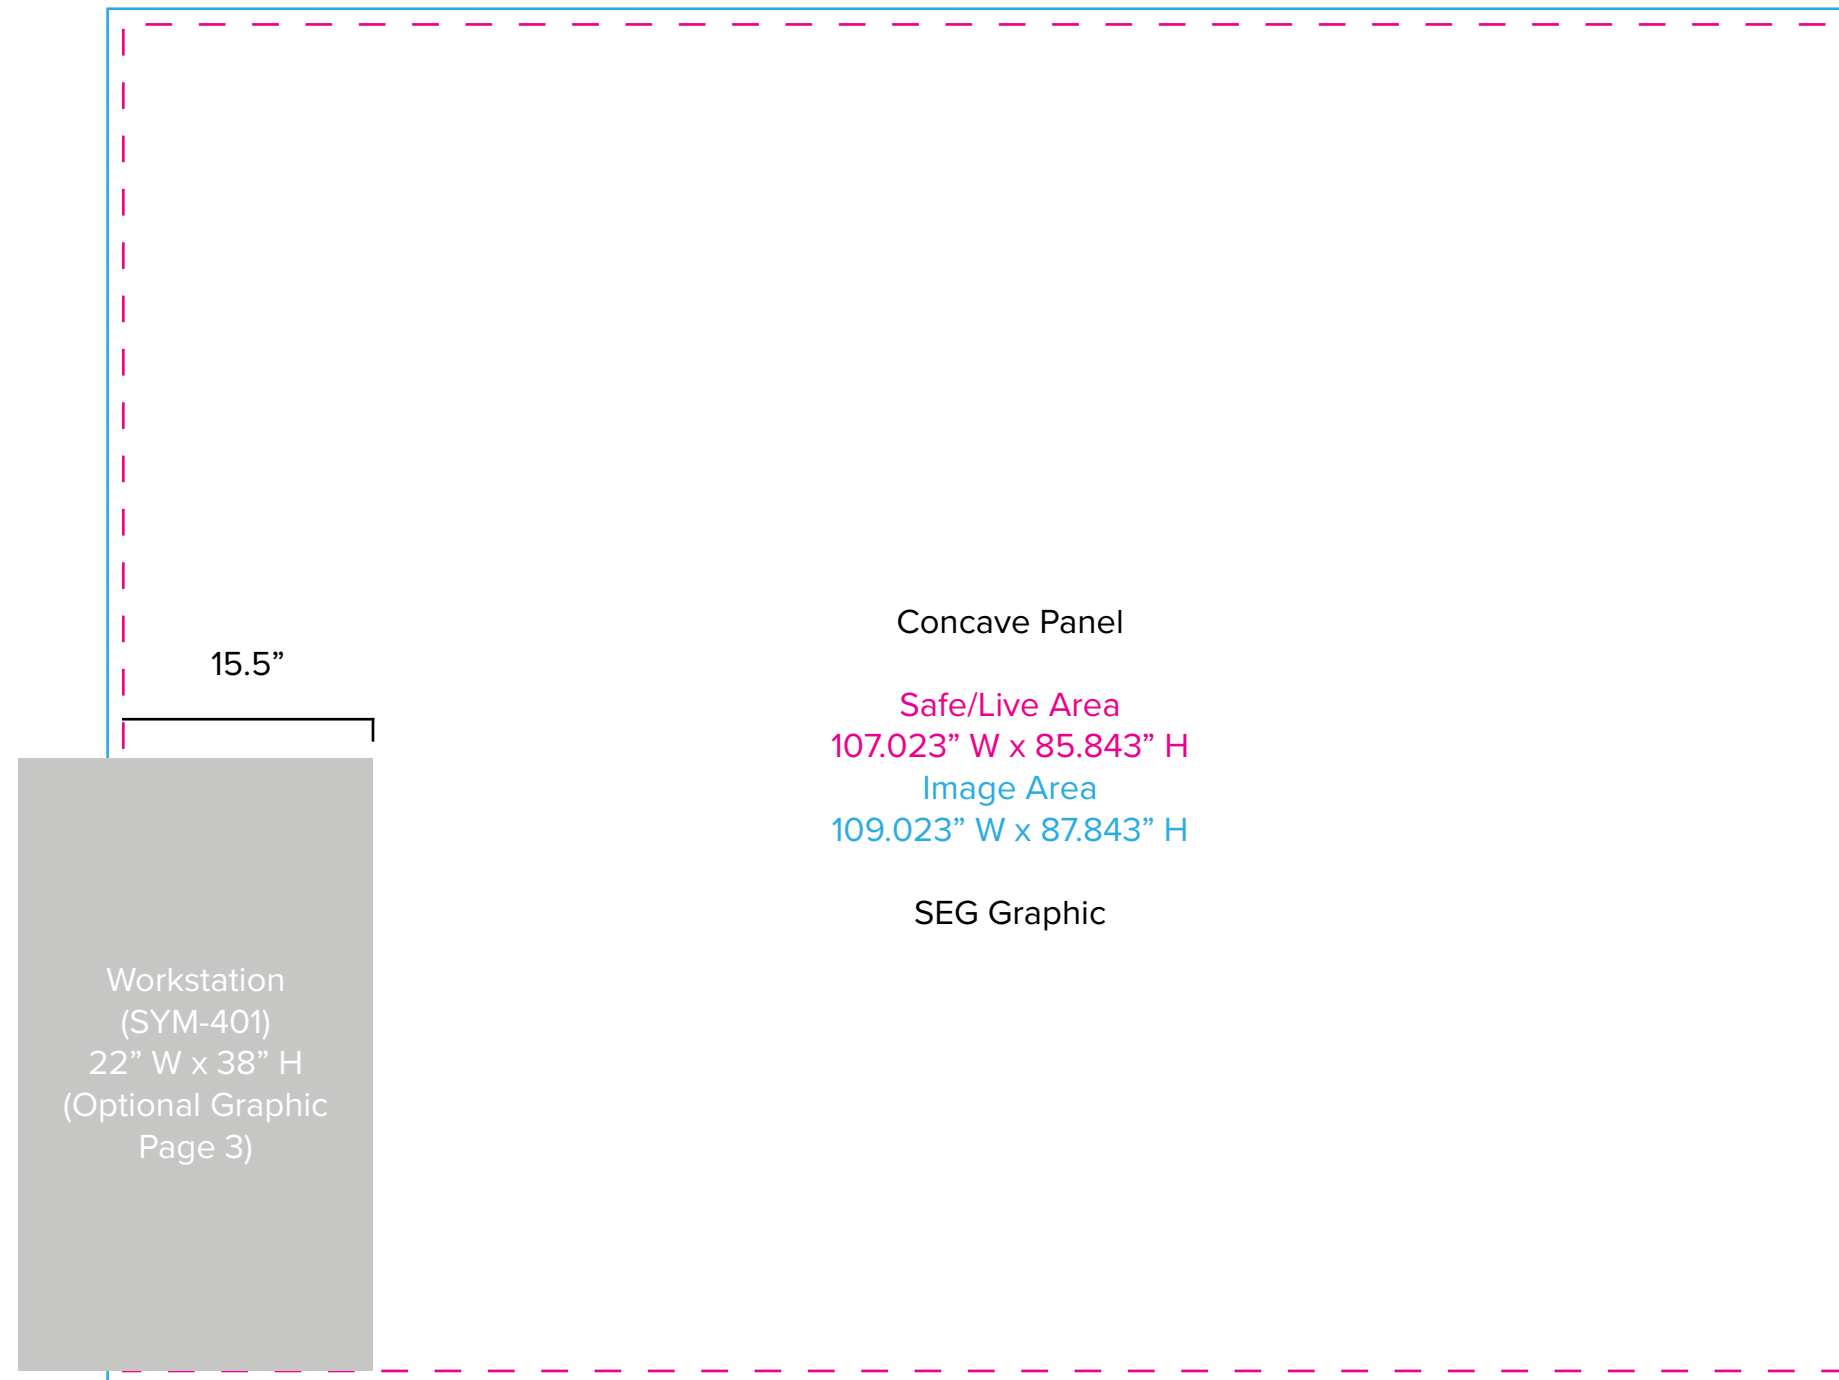 Concave Panel
15.5”
Safe/Live Area
107.023” W x 85.843” H
Image Area
109.023” W x 87.843” H
SEG Graphic
Workstation
(SYM-401)
22” W x 38” H
(Optional Graphic
Page 3)